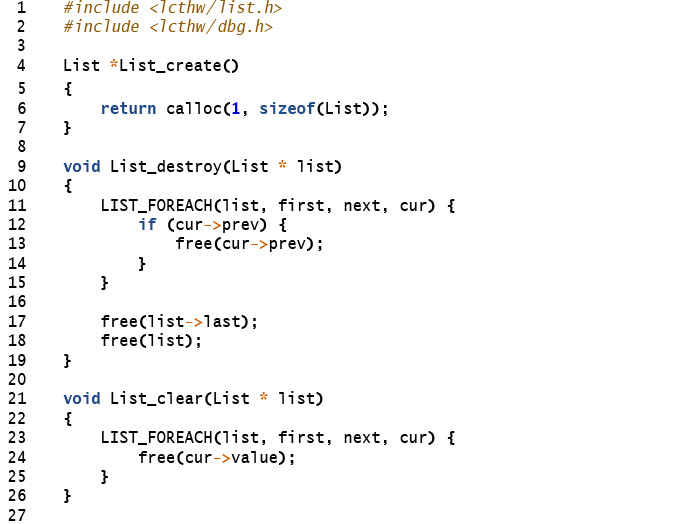 1 #include <lcthw/list.h>
2 #include <lcthw/dbg.h>
3
4 List *List_create()
5 {
6     return calloc(1, sizeof(List));
7 }
8
9 void List_destroy(List * list)
10 {
11     LIST_FOREACH(list, first, next, cur) {
12         if (cur->prev) {
13             free(cur->prev);
14         }
15     }
16
17     free(list->last);
18     free(list);
19 }
20
21 void List_clear(List * list)
22 {
23     LIST_FOREACH(list, first, next, cur) {
24         free(cur->value);
25     }
26 }
27